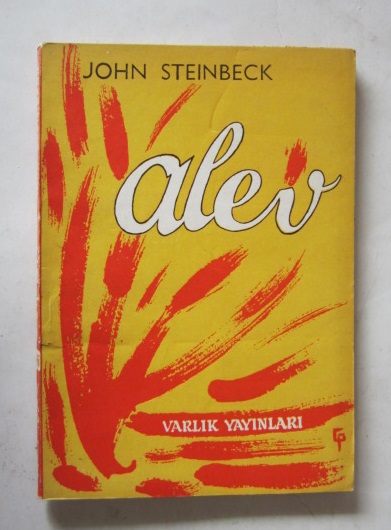 JOHN STEINBECK
alev
VARLIK YAYINLARI